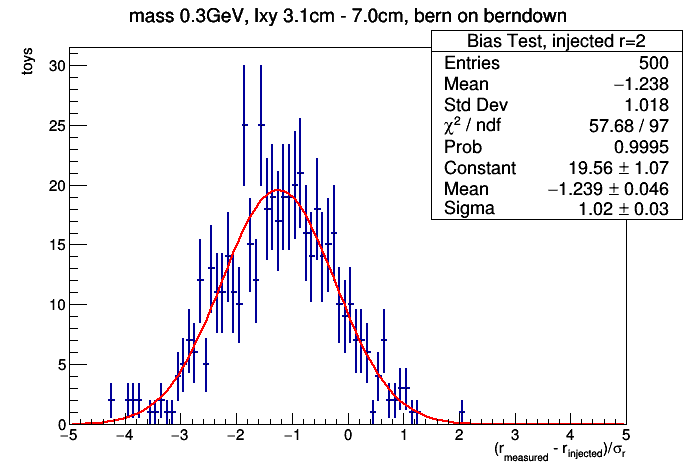 mass 0.3GeV, lxy 3.1cm - 7.0cm, bern on berndown
toys
Bias Test, injected r=2
Entries 500
Mean −1.238
Std Dev 1.018
χ² / ndf 57.68 / 97
Prob 0.9995
Constant 19.56 ± 1.07
Mean −1.239 ± 0.046
Sigma 1.02 ± 0.03
30
25
20
15
10
5
0
−5 −4 −3 −2 −1 0 1 2 3 4 5
(r_measured - r_injected)/σ_r